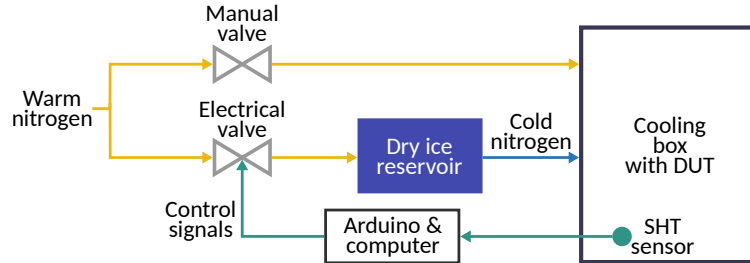 Manual
valve
Warm
nitrogen
Electrical
valve
Dry ice
reservoir
Cold
nitrogen
Cooling
box
with DUT
Control
signals
Arduino &
computer
SHT
sensor